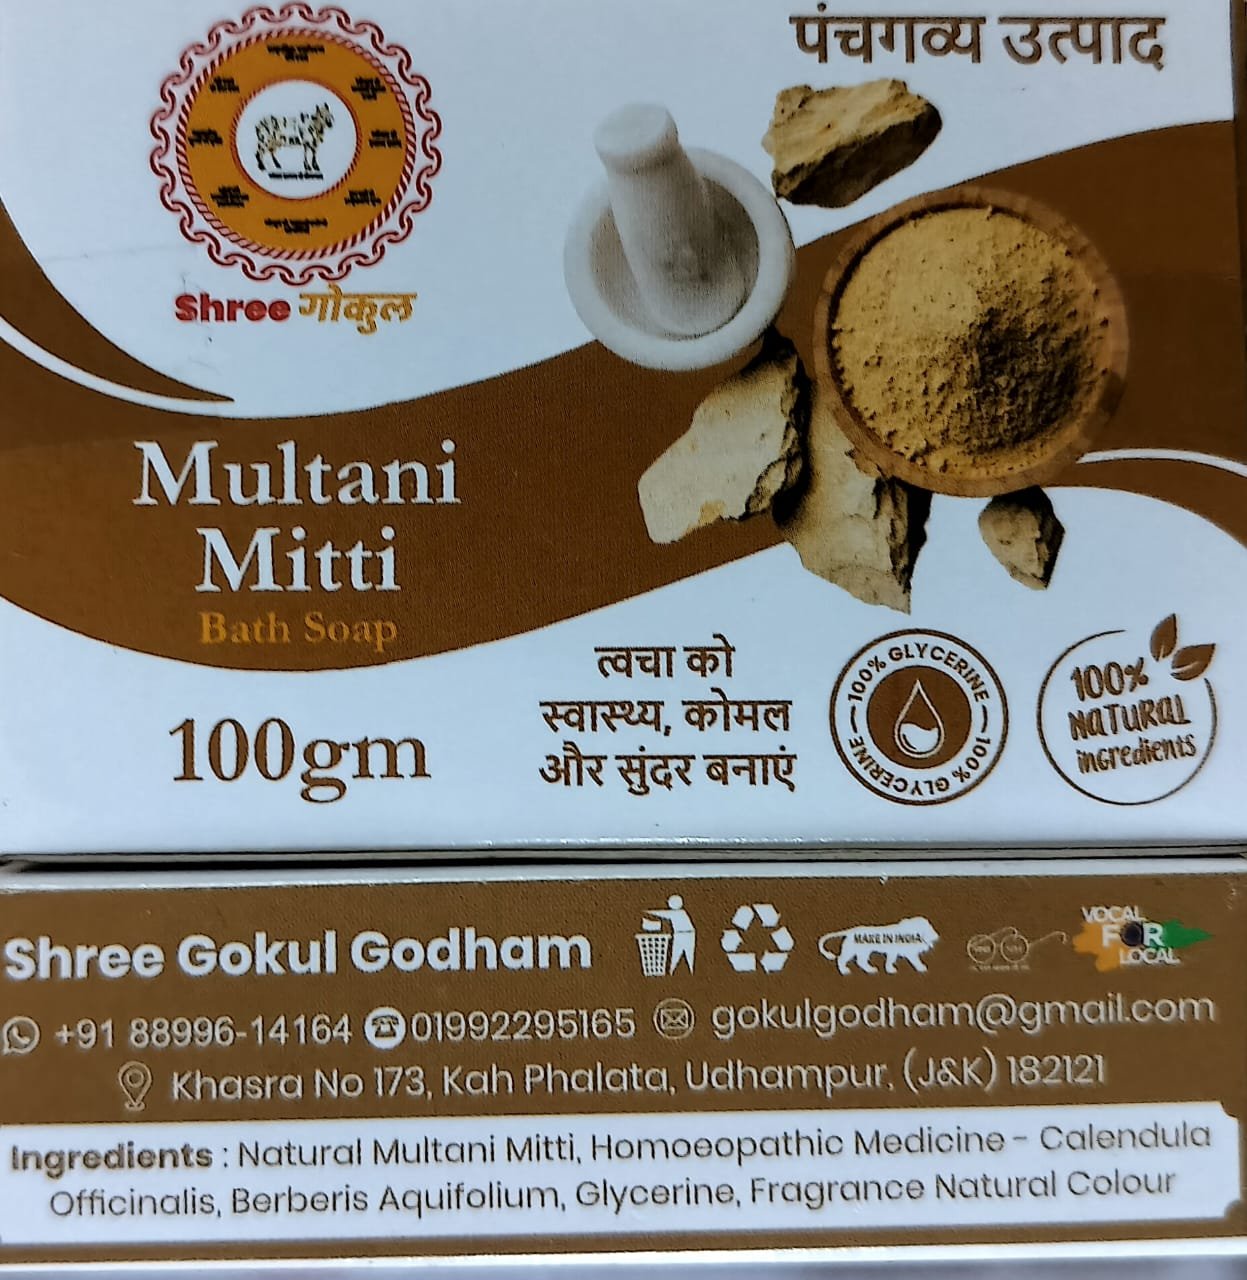 पंचगव्य उत्पाद
Shree गोकुल
Multani
Mitti
Bath Soap
100gm
त्वचा को
स्वास्थ्य, कोमल
और सुंदर बनाएं
100% GLYCERINE
100% GLYCERINE
100%
NATURAL
ingredients
Shree Gokul Godham
MAKE IN INDIA
VOCAL
FOR
LOCAL
+91 88996-14164 01992295165 gokulgodham@gmail.com
Khasra No 173, Kah Phalata, Udhampur, (J&K) 182121
Ingredients : Natural Multani Mitti, Homoeopathic Medicine - Calendula
Officinalis, Berberis Aquifolium, Glycerine, Fragrance Natural Colour